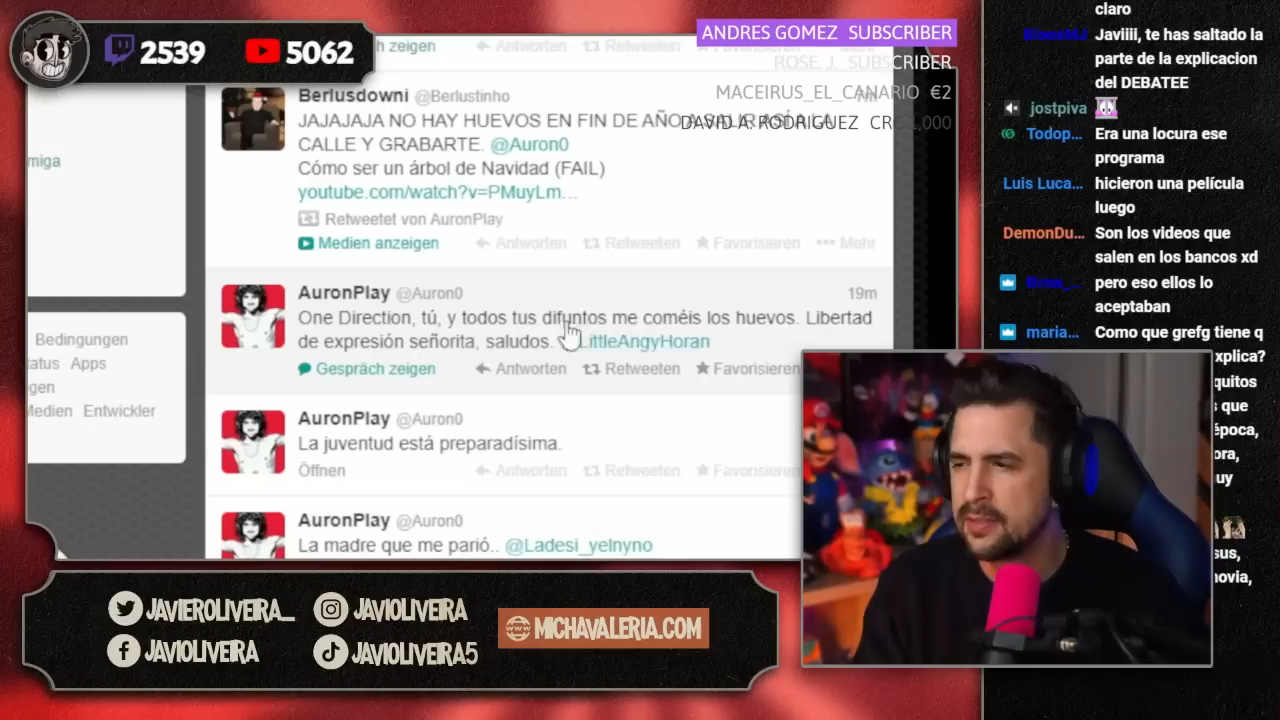 2539
5062
ANDRES GOMEZ SUBSCRIBER
ROSE J. SUBSCRIBER
MACEIRUS_EL_CANARIO €2
DAVID A. RODRIGUEZ
h zeigen
Antworten Retweeten Favorisieren Mehr
Berlusdowni @Berlustinho
JAJAJAJA NO HAY HUEVOS EN FIN DE AÑO A SALIR ASÍ A LA
CALLE Y GRABARTE. @Auron0
Cómo ser un árbol de Navidad (FAIL)
youtube.com/watch?v=PMuyLm...
Retweetet von AuronPlay
Medien anzeigen Antworten Retweeten Favorisieren Mehr
AuronPlay @Auron0 19m
One Direction, tú, y todos tus difuntos me coméis los huevos. Libertad
de expresión señorita, saludos. LittleAngyHoran
Gespräch zeigen Antworten Retweeten Favorisieren
AuronPlay @Auron0
La juventud está preparadísima.
Öffnen Antworten Retweeten Favorisieren
AuronPlay @Auron0
La madre que me parió.. @Ladesi_yelnyno
miga
Bedingungen
tatus Apps
gen
Medien Entwickler
claro
Javiiii, te has saltado la
parte de la explicacion
del DEBATEE
jostpiva
Todop... Era una locura ese
programa
Luis Luca... hicieron una película
luego
DemonDu... Son los videos que
salen en los bancos xd
pero eso ellos lo
aceptaban
maria... Como que grefg tiene q
xplica?
quitos
s que
época,
ora,
uy
sus,
novia,
JAVIEROLIVEIRA_
JAVIOLIVEIRA
JAVIOLIVEIRA
JAVIOLIVEIRA5
MICHAVALERIA.COM